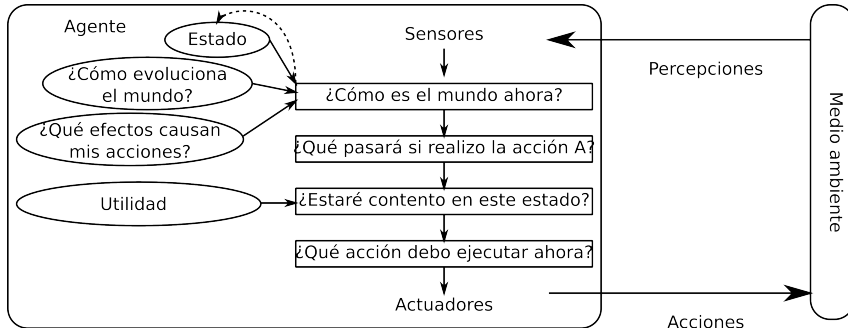 Agente
Estado
Sensores
¿Cómo evoluciona
el mundo?
Percepciones
¿Cómo es el mundo ahora?
¿Qué efectos causan
mis acciones?
¿Qué pasará si realizo la acción A?
Medio ambiente
Utilidad
¿Estaré contento en este estado?
¿Qué acción debo ejecutar ahora?
Actuadores
Acciones